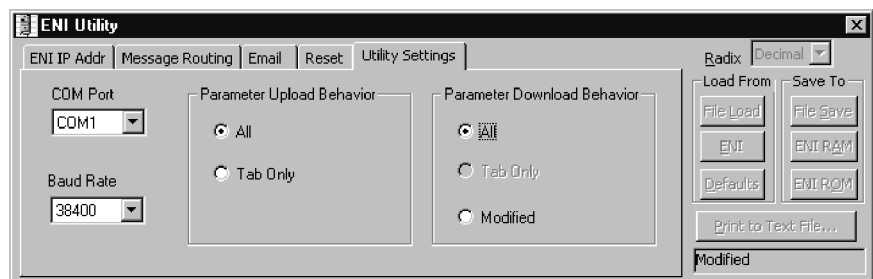 ENI Utility
ENI IP Addr Message Routing Email Reset Utility Settings
COM Port
COM1
Baud Rate
38400
Parameter Upload Behavior
All
Tab Only
Parameter Download Behavior
All
Tab Only
Modified
Radix Decimal
Load From
File Load
ENI
Defaults
Save To
File Save
ENI RAM
ENI ROM
Print to Text File...
Modified